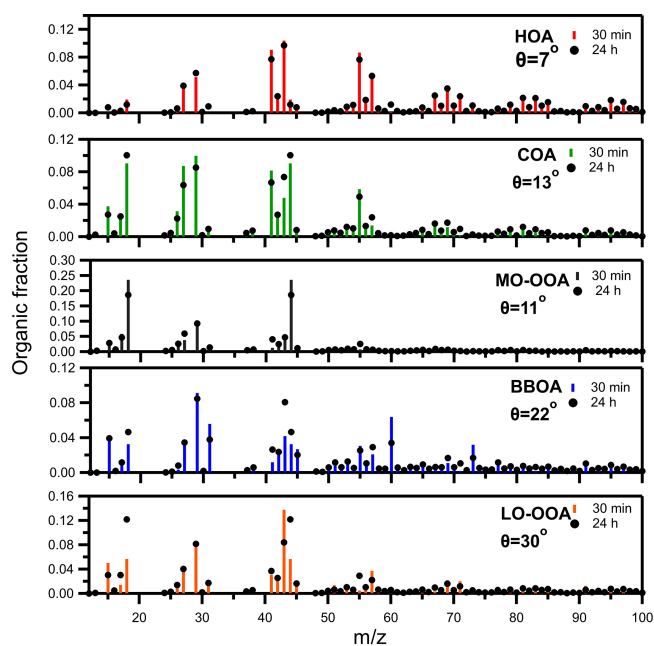 HOA 30 min
θ=7° 24 h
0.12
0.08
0.04
0.00
COA 30 min
24 h
θ=13°
0.12
0.08
0.04
0.00
MO-OOA 30 min
24 h
θ=11°
0.30
0.25
0.20
0.15
0.10
0.05
0.00
BBOA 30 min
24 h
θ=22°
0.12
0.08
0.04
0.00
LO-OOA 30 min
24 h
θ=30°
0.16
0.12
0.08
0.04
0.00
20 30 40 50 60 70 80 90 100
m/z
Organic fraction